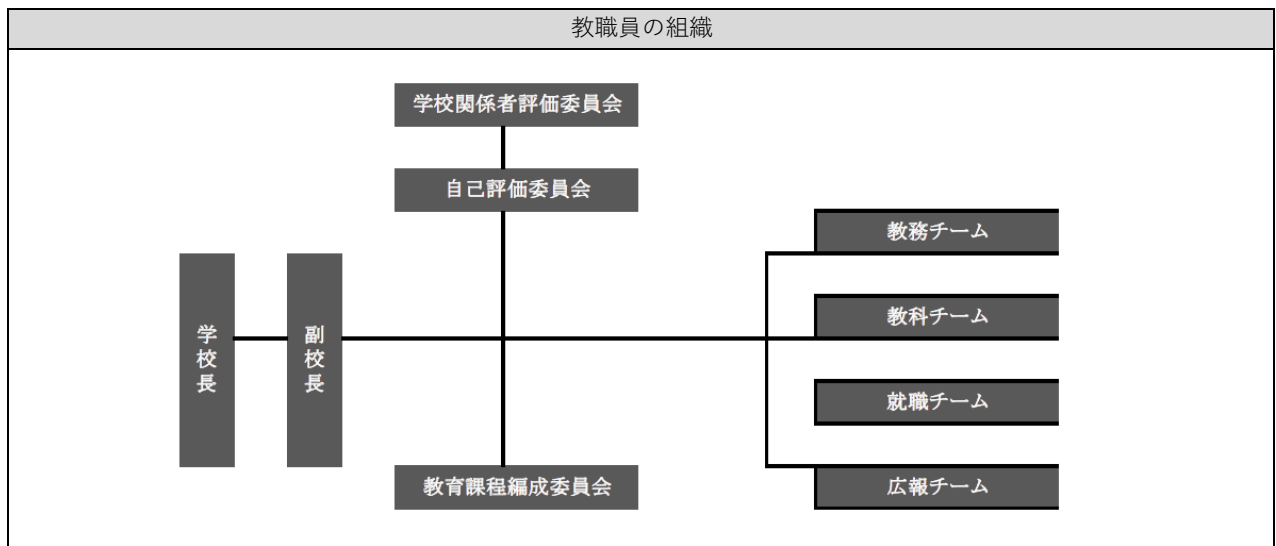 教職員の組織
学校関係者評価委員会
自己評価委員会
学校長
副校長
教務チーム
教科チーム
就職チーム
広報チーム
教育課程編成委員会